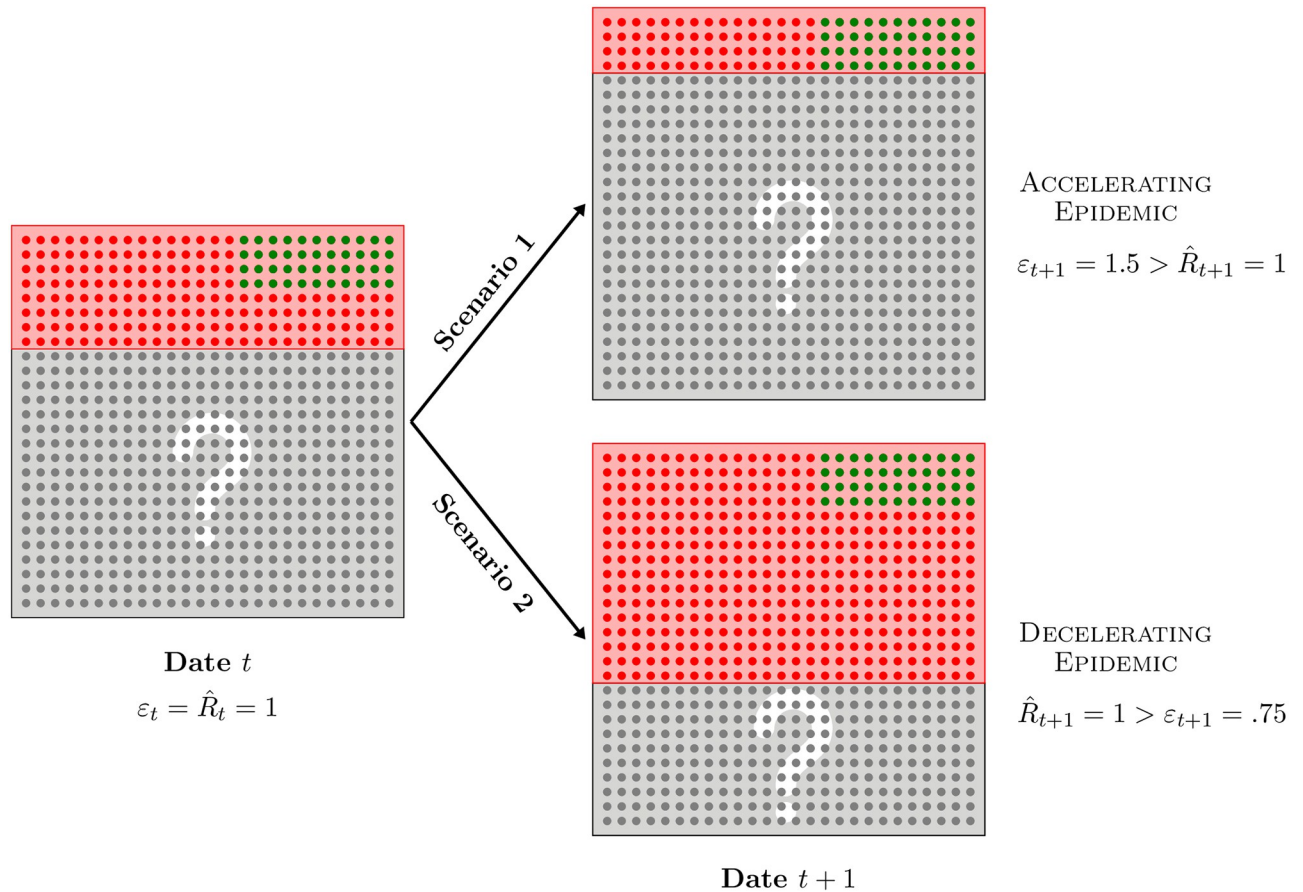 Scenario 1
Scenario 2
?
?
?
ACCELERATING
EPIDEMIC
εₜ₊₁ = 1.5 > R̂ₜ₊₁ = 1
Date t
εₜ = R̂ₜ = 1
DECELERATING
EPIDEMIC
R̂ₜ₊₁ = 1 > εₜ₊₁ = .75
Date t + 1